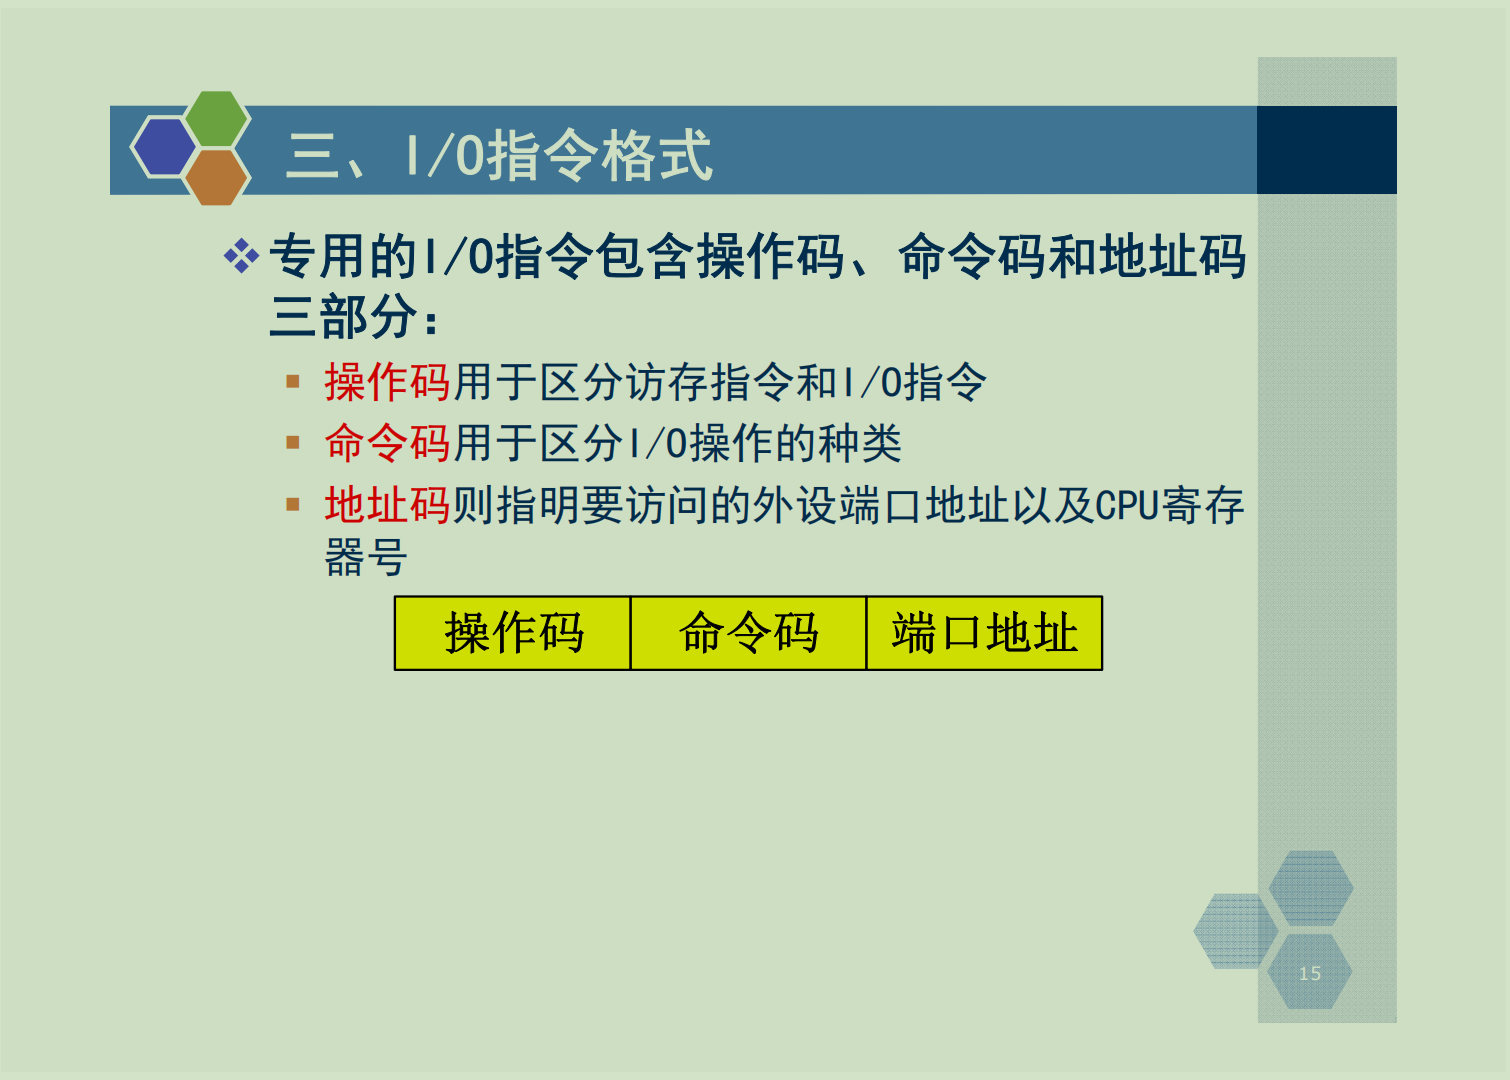 三、I/O指令格式
专用的I/O指令包含操作码、命令码和地址码
三部分：
操作码用于区分访存指令和I/O指令
命令码用于区分I/O操作的种类
地址码则指明要访问的外设端口地址以及CPU寄存
器号
操作码 命令码 端口地址
15